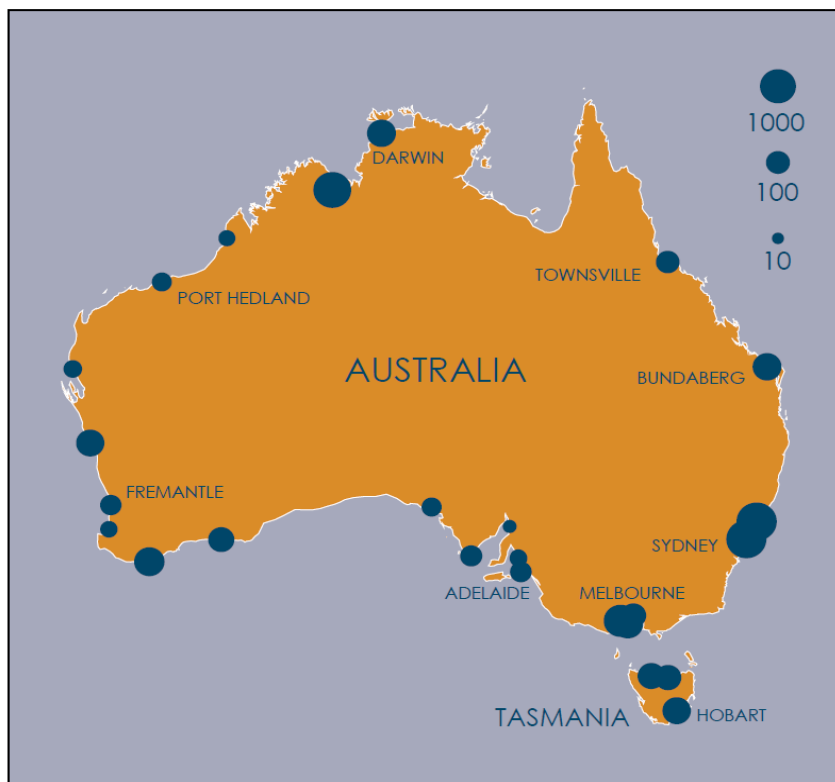 1000
100
10
DARWIN
PORT HEDLAND
TOWNSVILLE
AUSTRALIA
BUNDABERG
FREMANTLE
SYDNEY
ADELAIDE
MELBOURNE
TASMANIA
HOBART